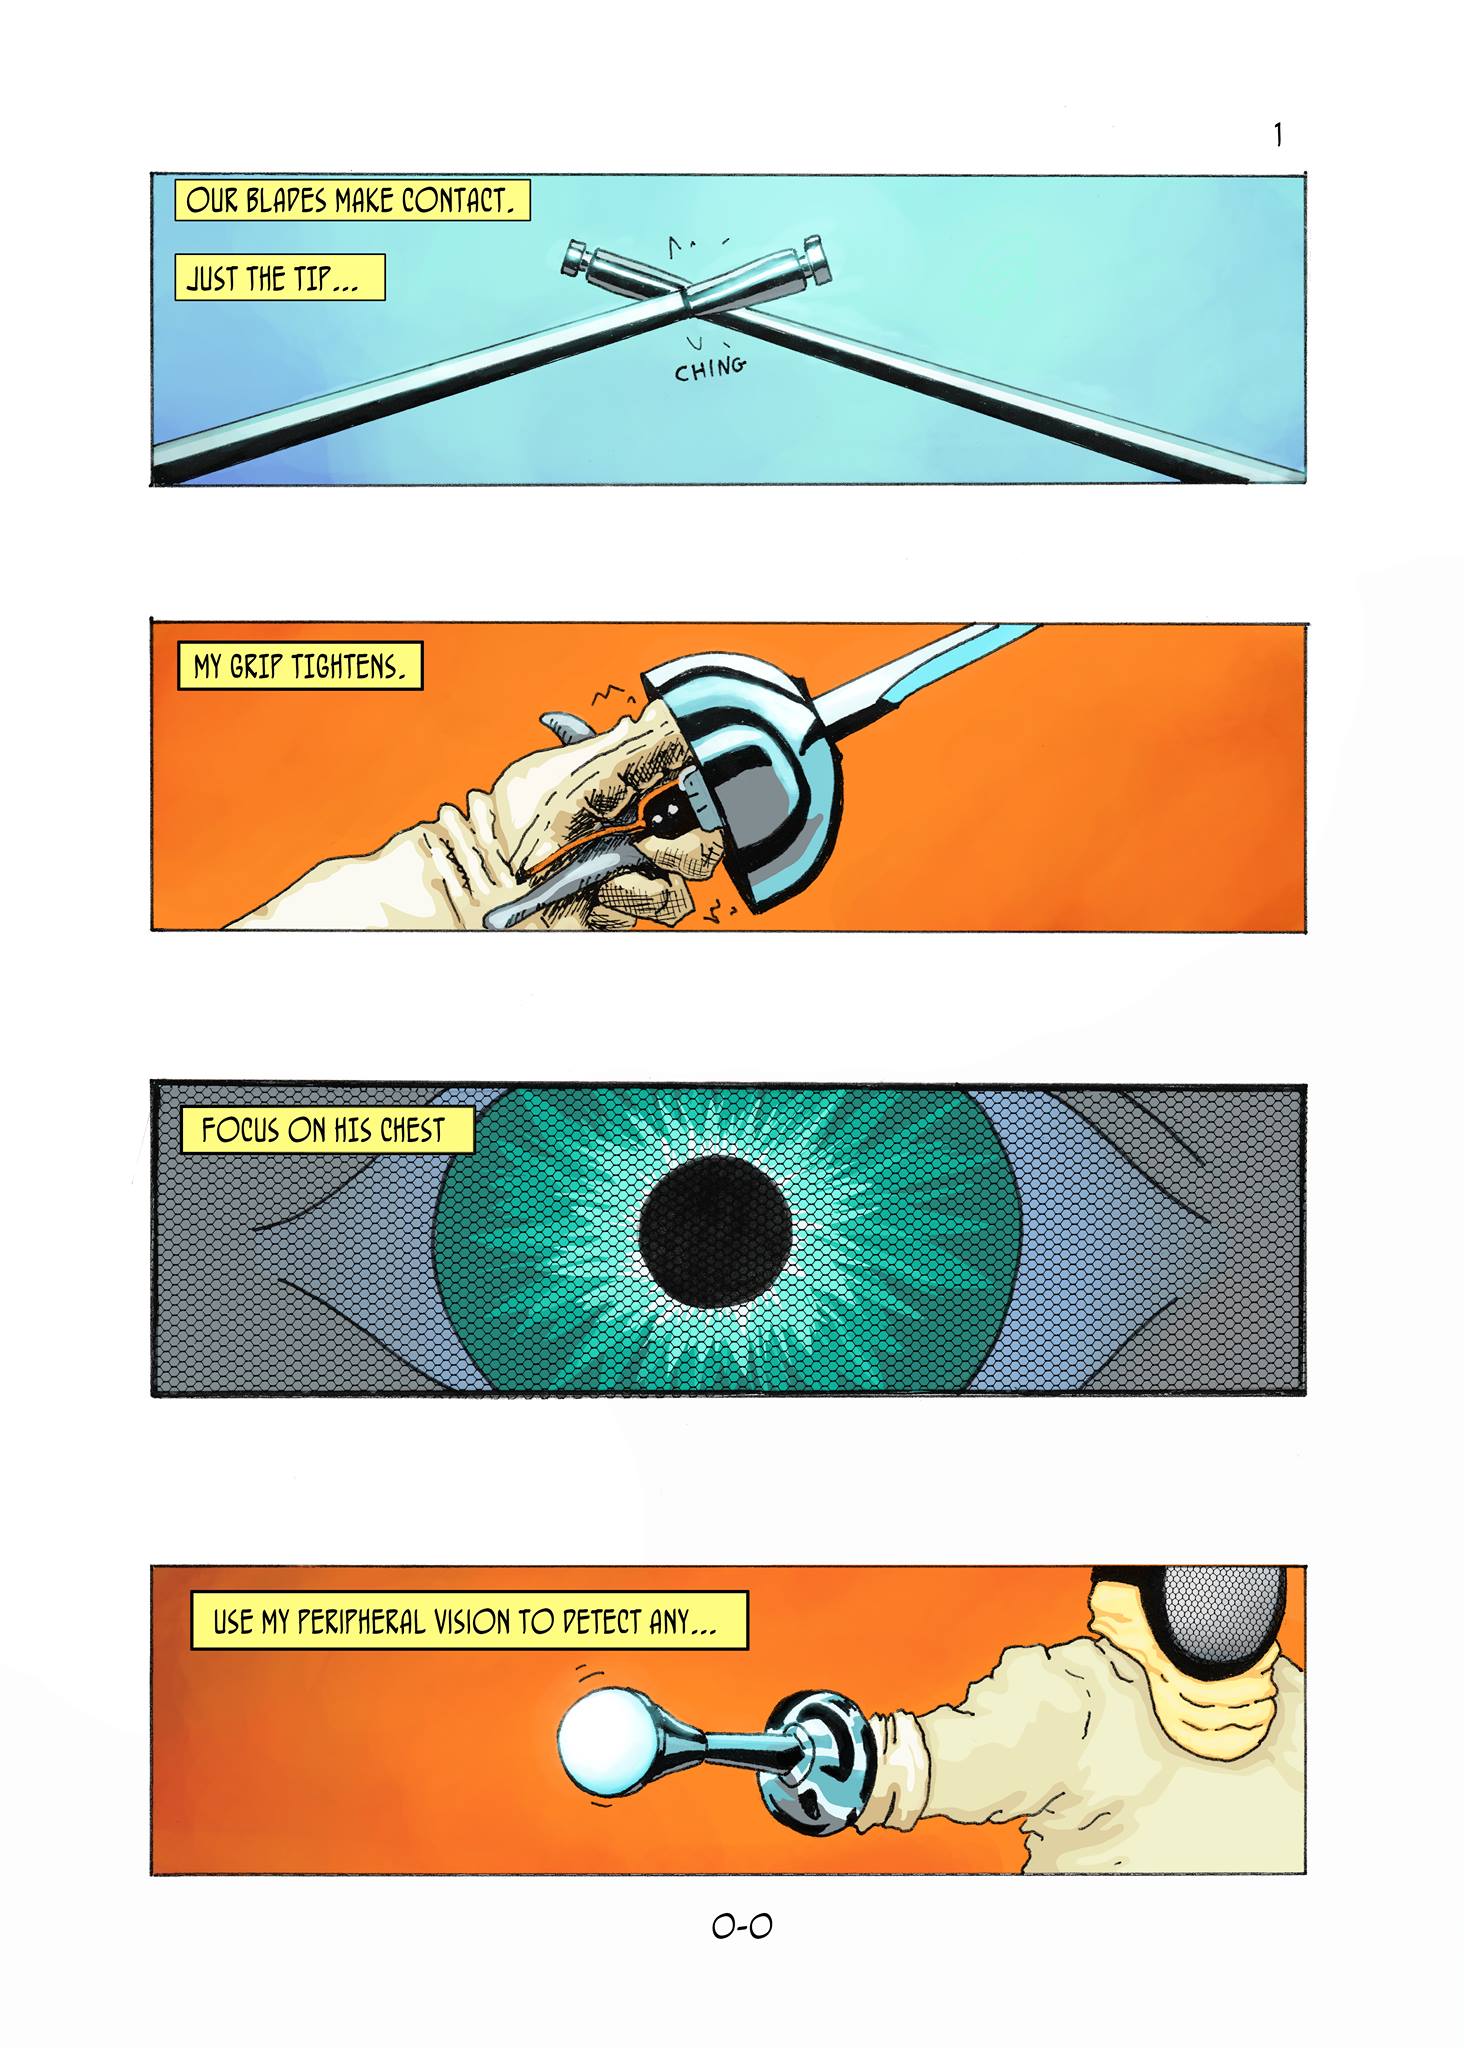 1
OUR BLADES MAKE CONTACT.
JUST THE TIP...
CHING
MY GRIP TIGHTENS.
FOCUS ON HIS CHEST
USE MY PERIPHERAL VISION TO DETECT ANY...
0-0